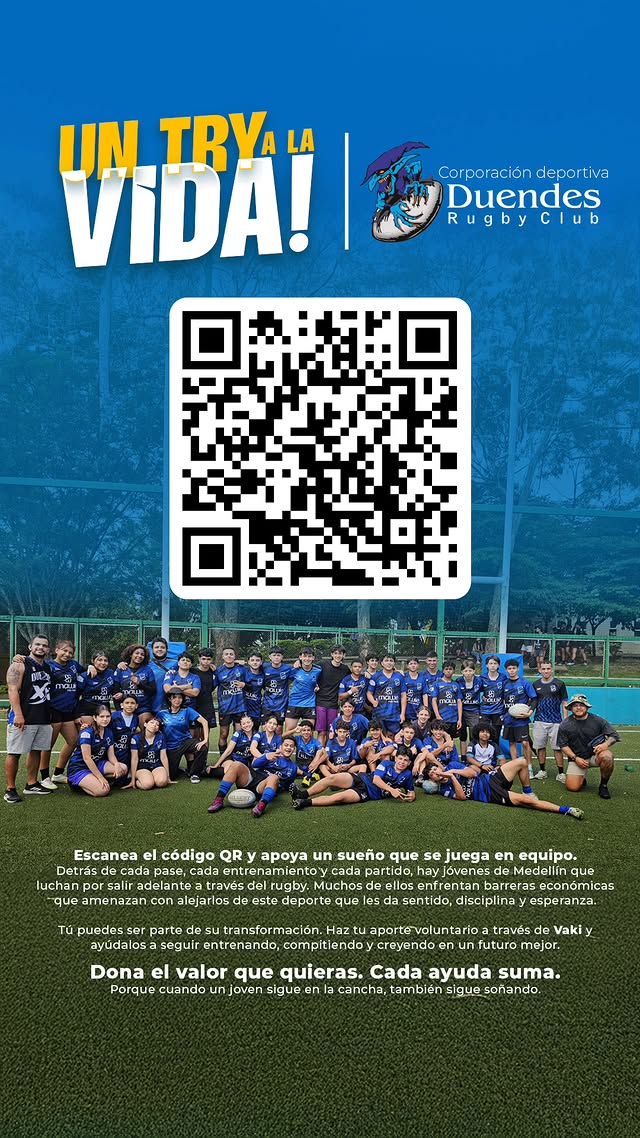 UN TRY A LA
VIDA!
Corporación deportiva
Duendes
Rugby Club
Escanea el código QR y apoya un sueño que se juega en equipo.
Detrás de cada pase, cada entrenamiento y cada partido, hay jóvenes de Medellín que
luchan por salir adelante a través del rugby. Muchos de ellos enfrentan barreras económicas
que amenazan con alejarlos de este deporte que les da sentido, disciplina y esperanza.
Tú puedes ser parte de su transformación. Haz tu aporte voluntario a través de Vaki y
ayúdalos a seguir entrenando, compitiendo y creyendo en un futuro mejor.
Dona el valor que quieras. Cada ayuda suma.
Porque cuando un joven sigue en la cancha, también sigue soñando.